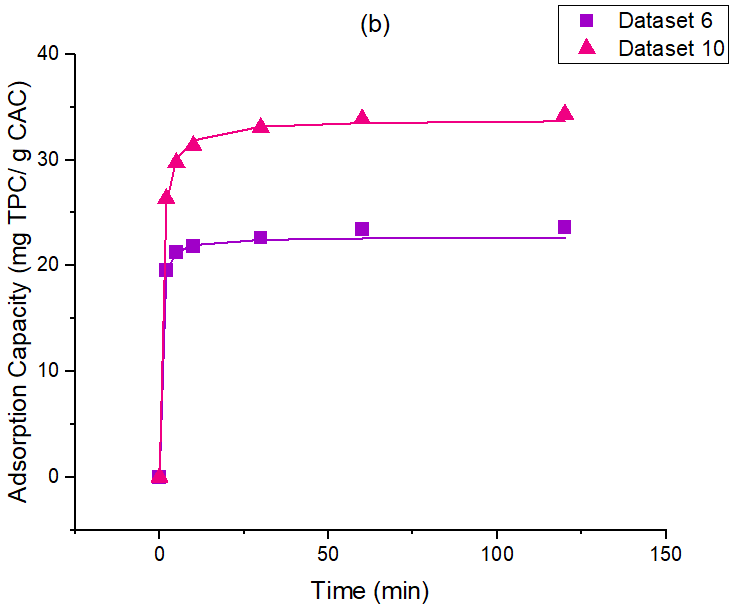 (b)
Dataset 6
Dataset 10
Adsorption Capacity (mg TPC/ g CAC)
40
30
20
10
0
0
50
100
150
Time (min)